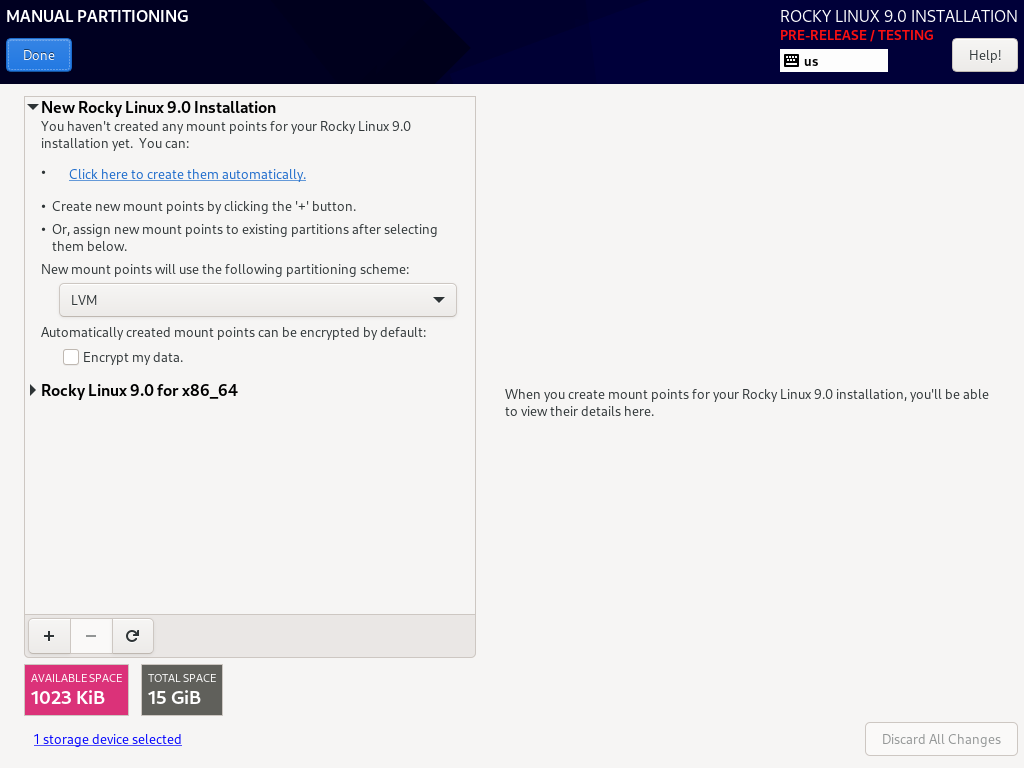 MANUAL PARTITIONING
Done
ROCKY LINUX 9.0 INSTALLATION
PRE-RELEASE / TESTING
us
Help!
New Rocky Linux 9.0 Installation
You haven't created any mount points for your Rocky Linux 9.0
installation yet.  You can:
• Click here to create them automatically.
• Create new mount points by clicking the '+' button.
• Or, assign new mount points to existing partitions after selecting
them below.
New mount points will use the following partitioning scheme:
LVM
Automatically created mount points can be encrypted by default:
Encrypt my data.
Rocky Linux 9.0 for x86_64
When you create mount points for your Rocky Linux 9.0 installation, you'll be able
to view their details here.
AVAILABLE SPACE
1023 KiB
TOTAL SPACE
15 GiB
1 storage device selected
Discard All Changes